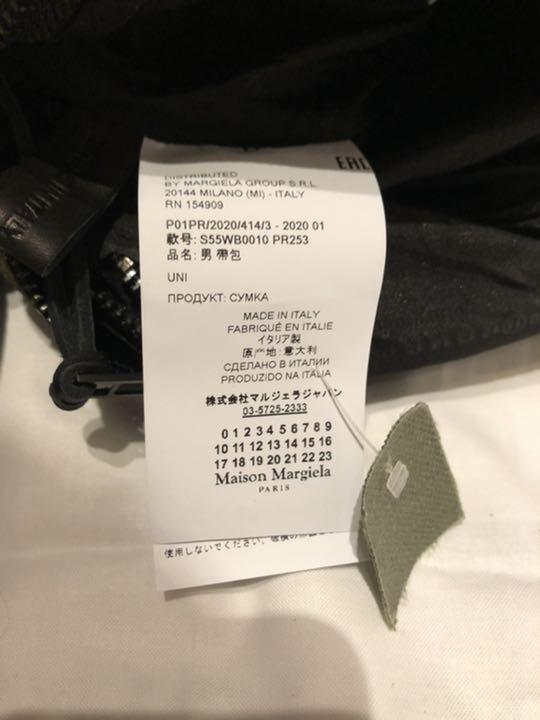 DISTRIBUTED
BY MARGIELA GROUP S.R.L
20144 MILANO (MI) - ITALY
RN 154909
EAC
P01PR/2020/414/3 - 2020 01
款号: S55WB0010 PR253
品名: 男 帶包
UNI
ПРОДУКТ: СУМКА
MADE IN ITALY
FABRIQUÉ EN ITALIE
イタリア製
原 地: 意大利
СДЕЛАНО В ИТАЛИИ
PRODUZIDO NA ITALIA
株式会社マルジェラジャパン
03-5725-2333
0 1 2 3 4 5 6 7 8 9
10 11 12 13 14 15 16
17 18 19 20 21 22 23
Maison Margiela
PARIS
使用しないでください。